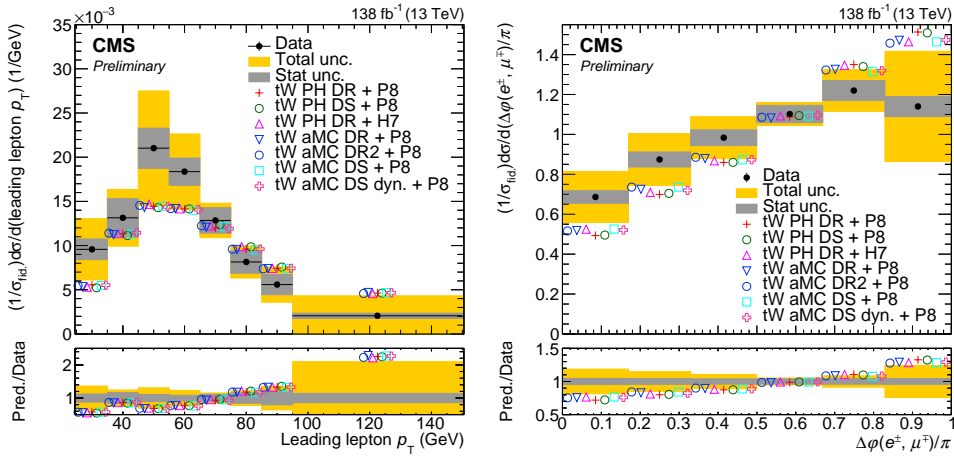 ×10⁻³
138 fb⁻¹ (13 TeV)
CMS
Preliminary
Data
Total unc.
Stat unc.
tW PH DR + P8
tW PH DS + P8
tW PH DR + H7
tW aMC DR + P8
tW aMC DR2 + P8
tW aMC DS + P8
tW aMC DS dyn. + P8
(1/σ_fid.)dσ/d(leading lepton p_T) (1/GeV)
35
30
25
20
15
10
5
0
Pred./Data
2
1
40 60 80 100 120 140
Leading lepton p_T (GeV)
138 fb⁻¹ (13 TeV)
CMS
Preliminary
Data
Total unc.
Stat unc.
tW PH DR + P8
tW PH DS + P8
tW PH DR + H7
tW aMC DR + P8
tW aMC DR2 + P8
tW aMC DS + P8
tW aMC DS dyn. + P8
(1/σ_fid.)dσ/d(Δφ(e±, μ∓)/π)
1.4
1.2
1
0.8
0.6
0.4
0.2
0
Pred./Data
1.5
1
0.5
0 0.1 0.2 0.3 0.4 0.5 0.6 0.7 0.8 0.9 1
Δφ(e±, μ∓)/π